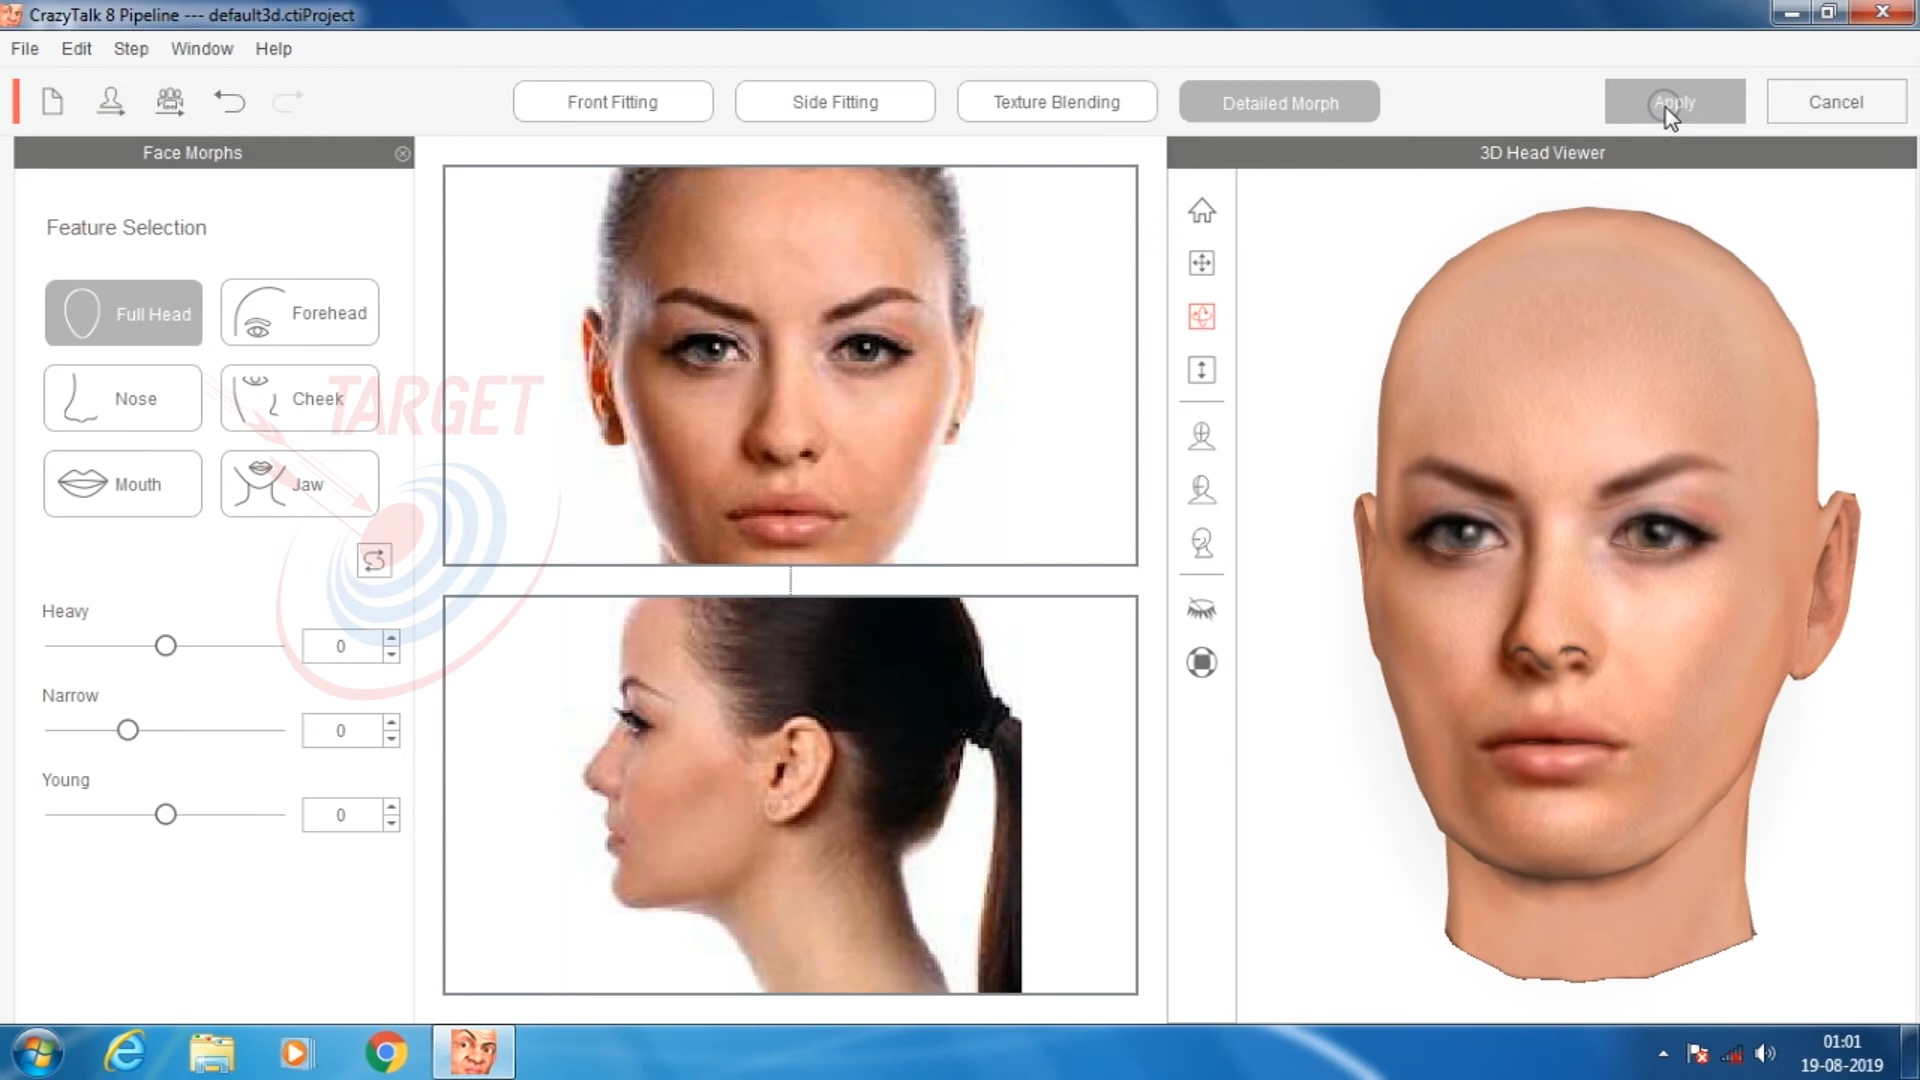 CrazyTalk 8 Pipeline --- default3d.ctiProject
File Edit Step Window Help
Front Fitting Side Fitting Texture Blending Detailed Morph Apply Cancel
Face Morphs
3D Head Viewer
Feature Selection
Full Head Forehead
Nose Cheek
TARGET
Mouth Jaw
Heavy
0
Narrow
0
Young
0
01:01
19-08-2019